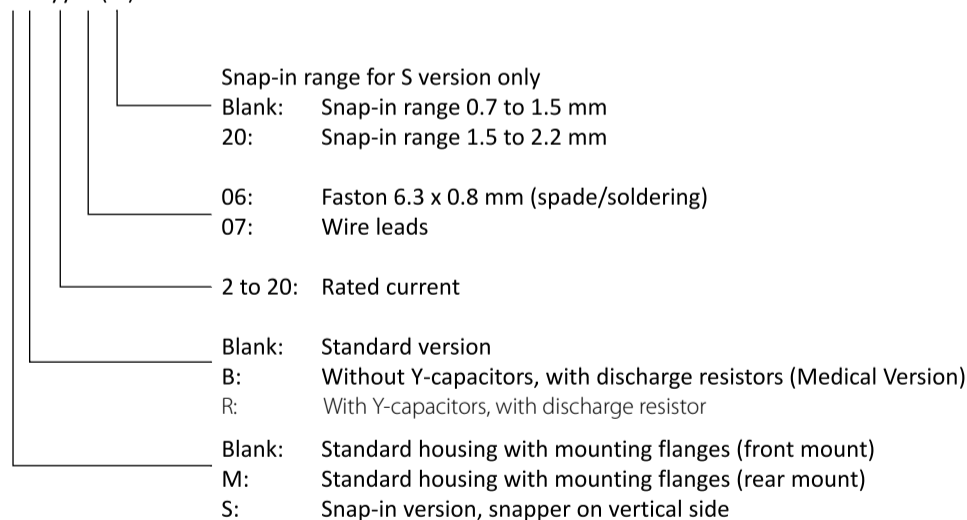 Snap-in range for S version only
Blank: Snap-in range 0.7 to 1.5 mm
20: Snap-in range 1.5 to 2.2 mm
06: Faston 6.3 x 0.8 mm (spade/soldering)
07: Wire leads
2 to 20: Rated current
Blank: Standard version
B: Without Y-capacitors, with discharge resistors (Medical Version)
R: With Y-capacitors, with discharge resistor
Blank: Standard housing with mounting flanges (front mount)
M: Standard housing with mounting flanges (rear mount)
S: Snap-in version, snapper on vertical side